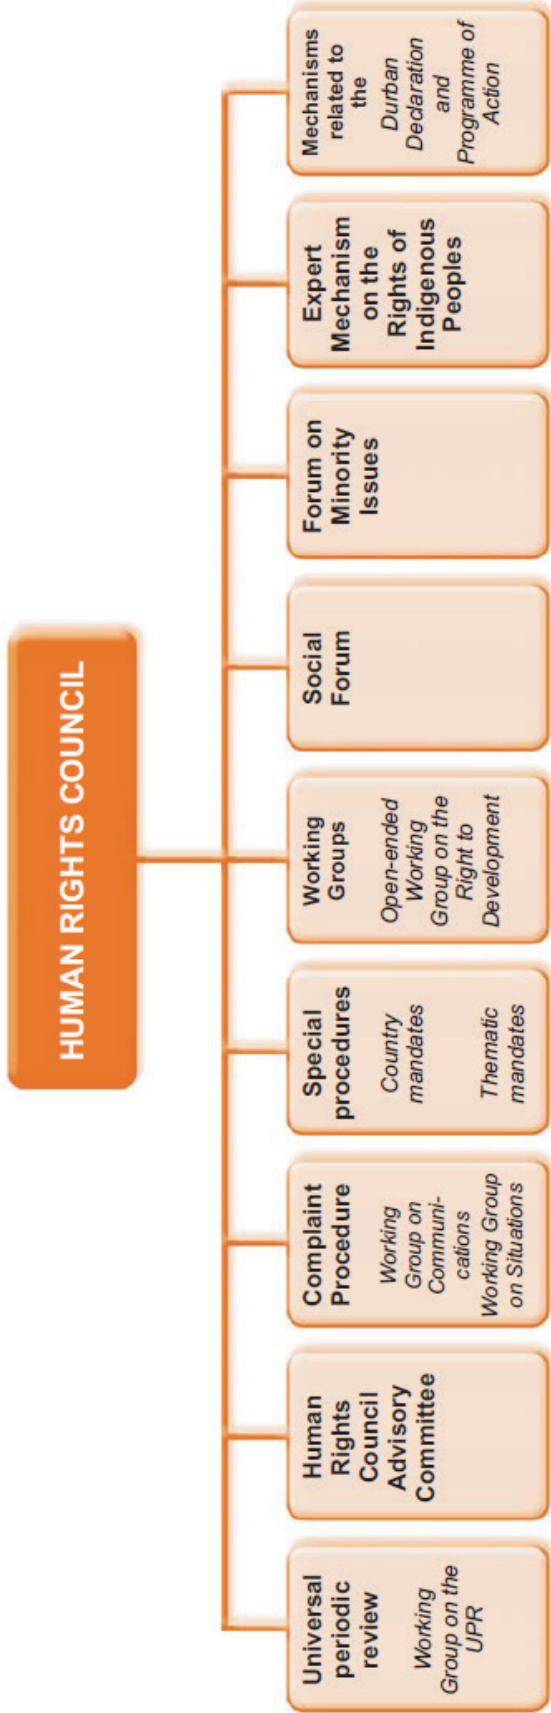 HUMAN RIGHTS COUNCIL
Universal
periodic
review
Working
Group on the
UPR
Human
Rights
Council
Advisory
Committee
Complaint
Procedure
Working
Group on
Communi-
cations
Working Group
on Situations
Special
procedures
Country
mandates
Thematic
mandates
Working
Groups
Open-ended
Working
Group on the
Right to
Development
Social
Forum
Forum on
Minority
Issues
Expert
Mechanism
on the
Rights of
Indigenous
Peoples
Mechanisms
related to
the
Durban
Declaration
and
Programme of
Action